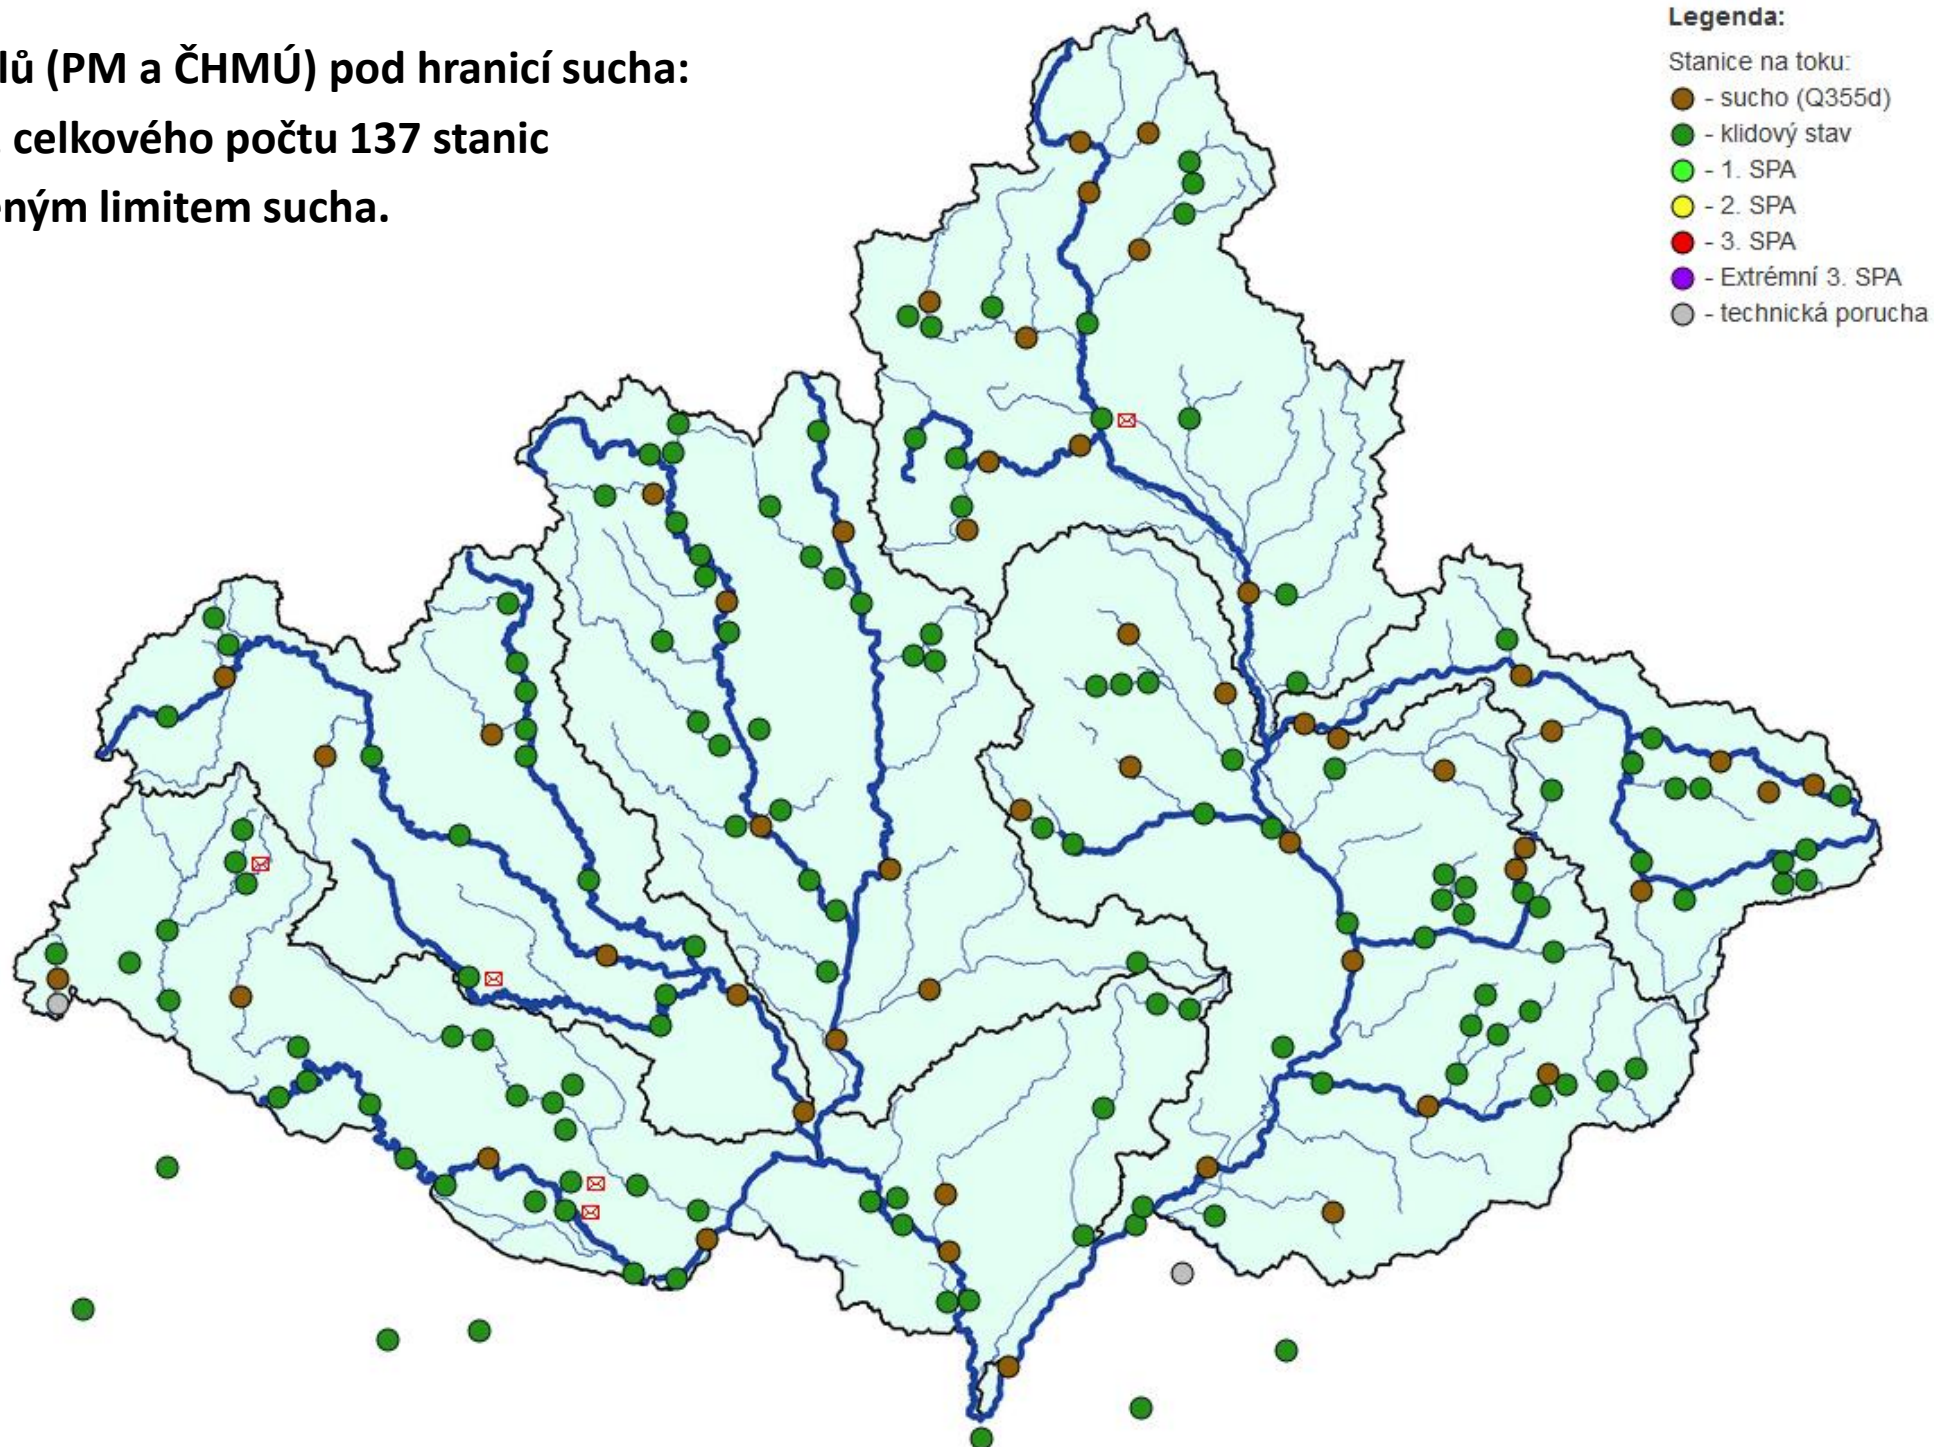 lů (PM a ČHMÚ) pod hranicí sucha:
celkového počtu 137 stanic
ným limitem sucha.
Legenda:
Stanice na toku:
- sucho (Q355d)
- klidový stav
- 1. SPA
- 2. SPA
- 3. SPA
- Extrémní 3. SPA
- technická porucha